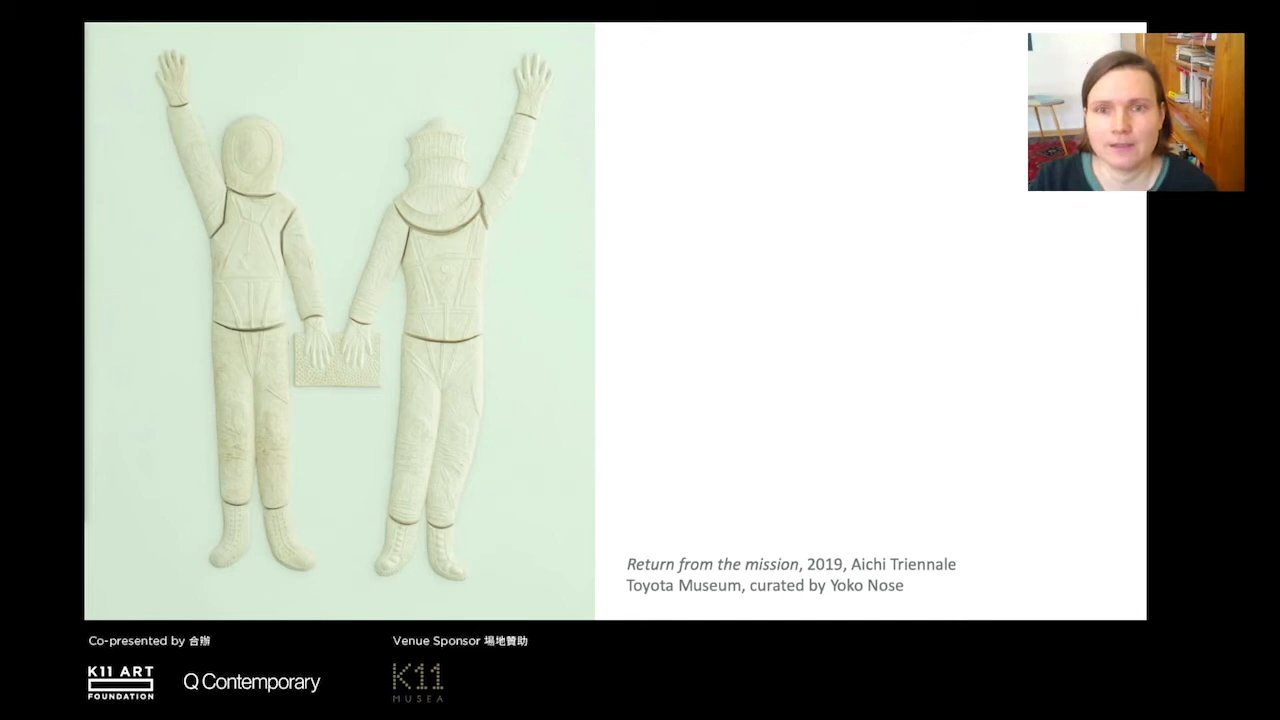 Return from the mission, 2019, Aichi Triennale
Toyota Museum, curated by Yoko Nose
Co-presented by 合辦
Venue Sponsor 場地贊助
K11 ART
FOUNDATION
Q Contemporary
K11
MUSEA